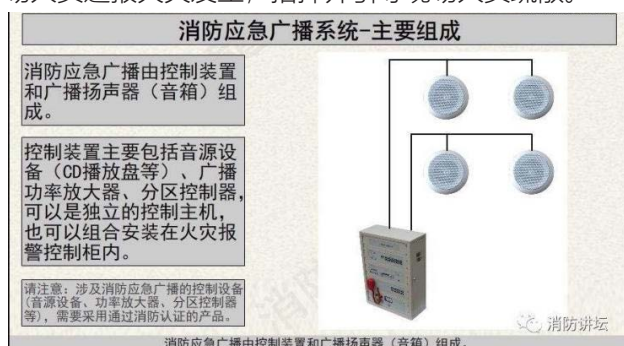 消防应急广播系统-主要组成
消防应急广播由控制装置
和广播扬声器（音箱）组
成。
控制装置主要包括音源设
备（CD播放盘等）、广播
功率放大器、分区控制器，
可以是独立的控制主机，
也可以组合安装在火灾报
警控制柜内。
请注意：涉及消防应急广播的控制设备
（音源设备、功率放大器、分区控制器
等），需要采用通过消防认证的产品。
消防讲坛
消防应急广播由控制装置和广播扬声器（音箱）组成。